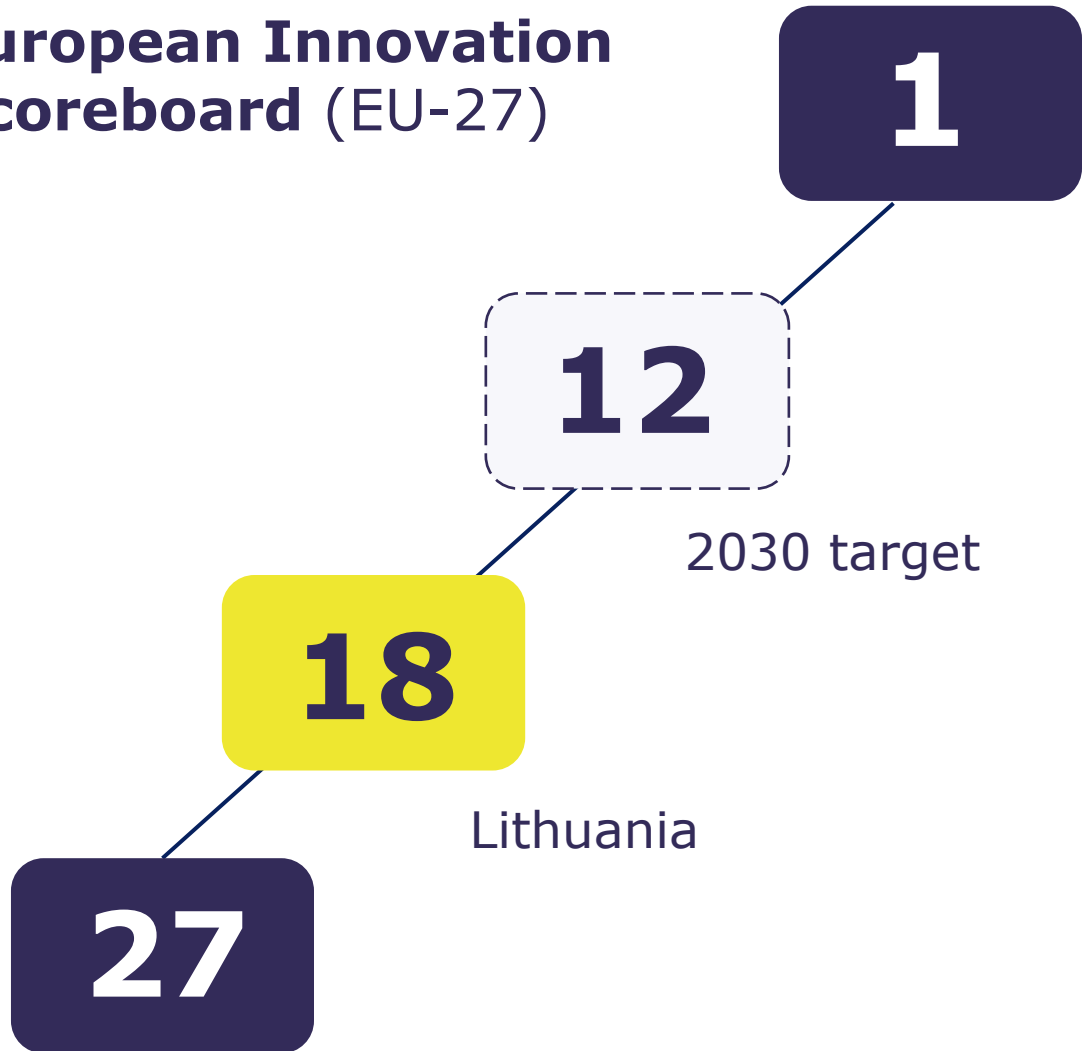 uropean Innovation
coreboard (EU-27)
1
12
2030 target
18
Lithuania
27